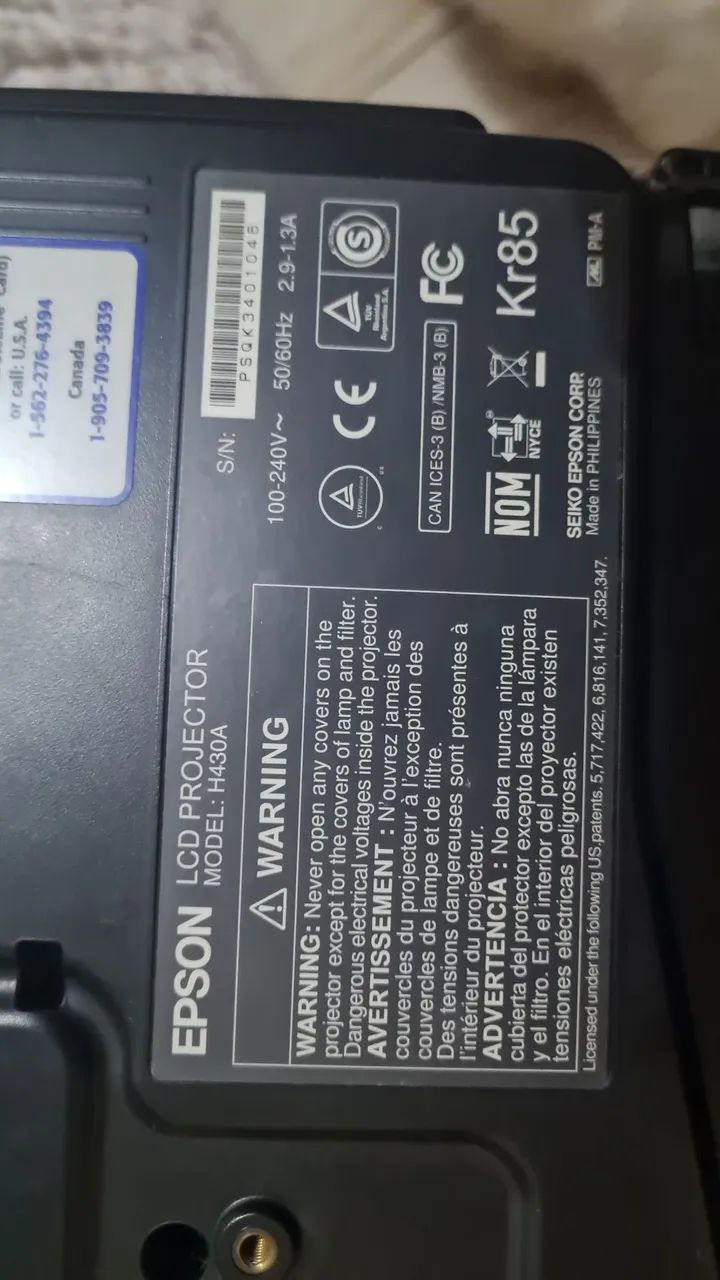 EPSON LCD PROJECTOR
MODEL: H430A
WARNING
WARNING: Never open any covers on the
projector except for the covers of lamp and filter.
Dangerous electrical voltages inside the projector.
AVERTISSEMENT : N'ouvrez jamais les
couvercles du projecteur à l'exception des
couvercles de lampe et de filtre.
Des tensions dangereuses sont présentes à
l'intérieur du projecteur.
ADVERTENCIA : No abra nunca ninguna
cubierta del protector excepto las de la lámpara
y el filtro. En el interior del proyector existen
tensiones eléctricas peligrosas.
Licensed under the following US.patents. 5,717,422, 6,816,141, 7,352,347.
S/N:
PSQK3401046
100-240V~ 50/60Hz 2.9-1.3A
c TÜVRheinland US
CE
TÜV
Rheinland
Argentina S.A.
S
CAN ICES-3 (B) /NMB-3 (B)
FC
NOM
NYCE
Kr85
SEIKO EPSON CORP.
Made in PHILIPPINES
PM-A
or call: U.S.A.
1-562-276-4394
Canada
1-905-709-3839